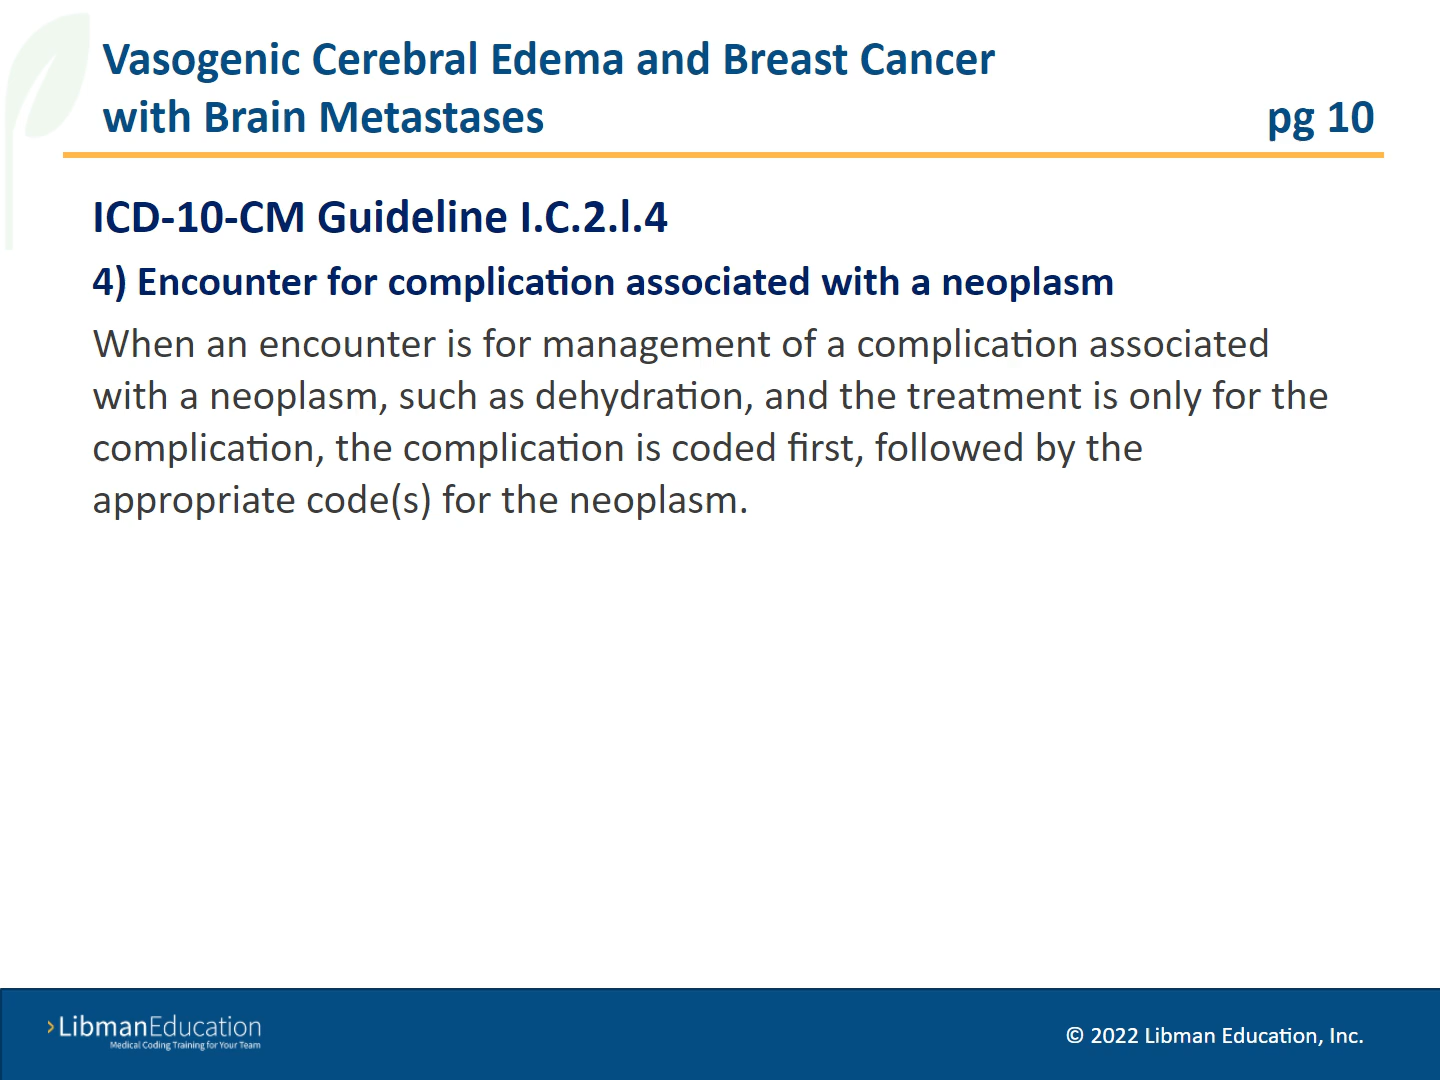 Vasogenic Cerebral Edema and Breast Cancer
with Brain Metastases pg 10
ICD-10-CM Guideline I.C.2.l.4
4) Encounter for complication associated with a neoplasm
When an encounter is for management of a complication associated
with a neoplasm, such as dehydration, and the treatment is only for the
complication, the complication is coded first, followed by the
appropriate code(s) for the neoplasm.
LibmanEducation
Medical Coding Training for Your Team
© 2022 Libman Education, Inc.